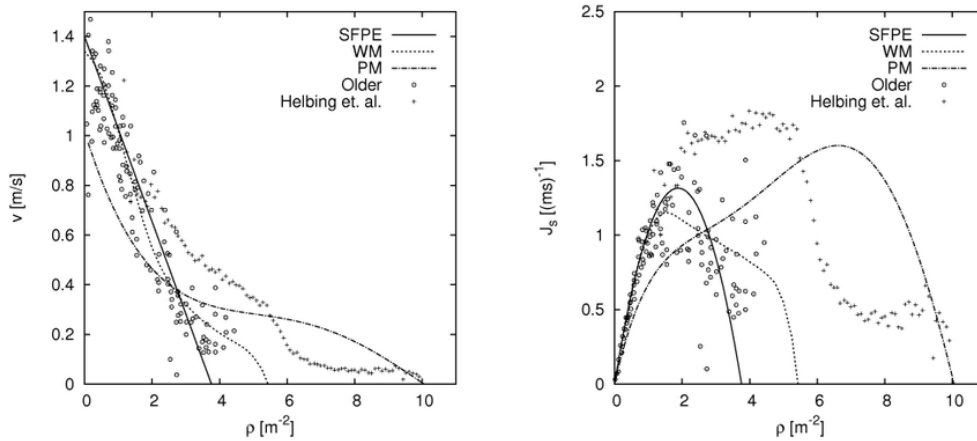 1.4
1.2
1
0.8
0.6
0.4
0.2
0
0 2 4 6 8 10
v [m/s]
ρ [m-2]
SFPE
WM
PM
Older
Helbing et. al.
2.5
2
1.5
1
0.5
0
0 2 4 6 8 10
Js [(ms)-1]
ρ [m-2]
SFPE
WM
PM
Older
Helbing et. al.